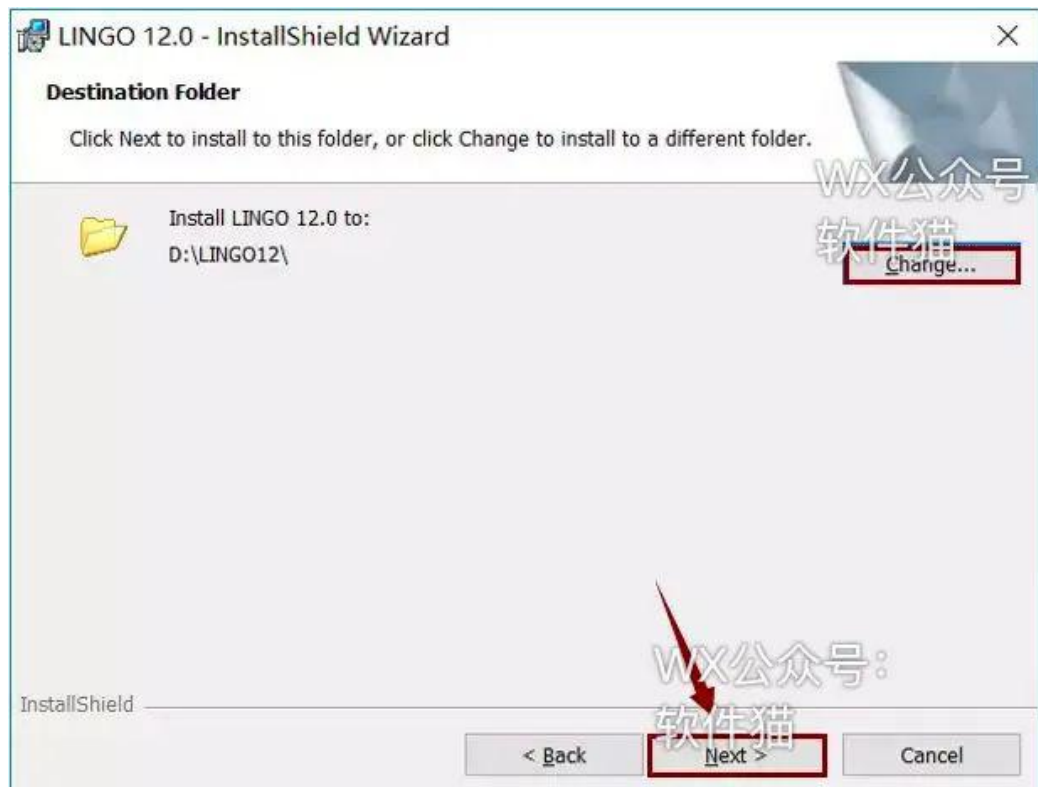 LINGO 12.0 - InstallShield Wizard
Destination Folder
Click Next to install to this folder, or click Change to install to a different folder.
WX公众号
软件猫
Install LINGO 12.0 to:
D:\LINGO12\
Change...
WX公众号:
软件猫
InstallShield
< Back
Next >
Cancel